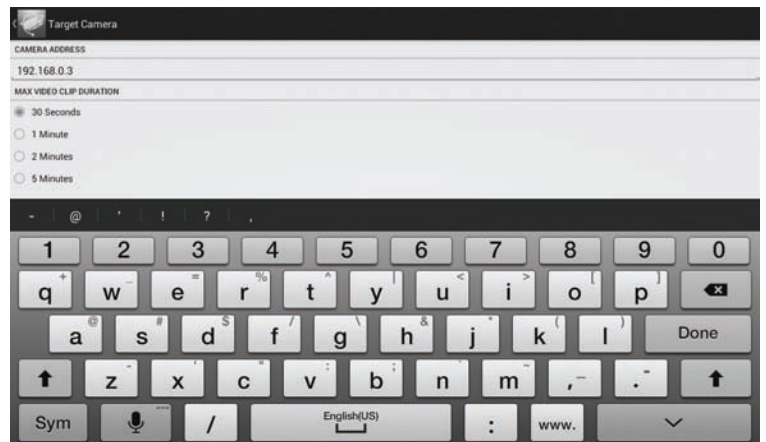 Target Camera
CAMERA ADDRESS
192.168.0.3
MAX VIDEO CLIP DURATION
30 Seconds
1 Minute
2 Minutes
5 Minutes
- @ ' ! ? ,
1 2 3 4 5 6 7 8 9 0
q + w _ e = r % t ^ y | u < i > o [ p ]
a @ s # d $ f / g \ h & j * k ( l ) Done
z - x ' c " v : b ; n ` m ~ , — . -
Sym / English(US) : www.